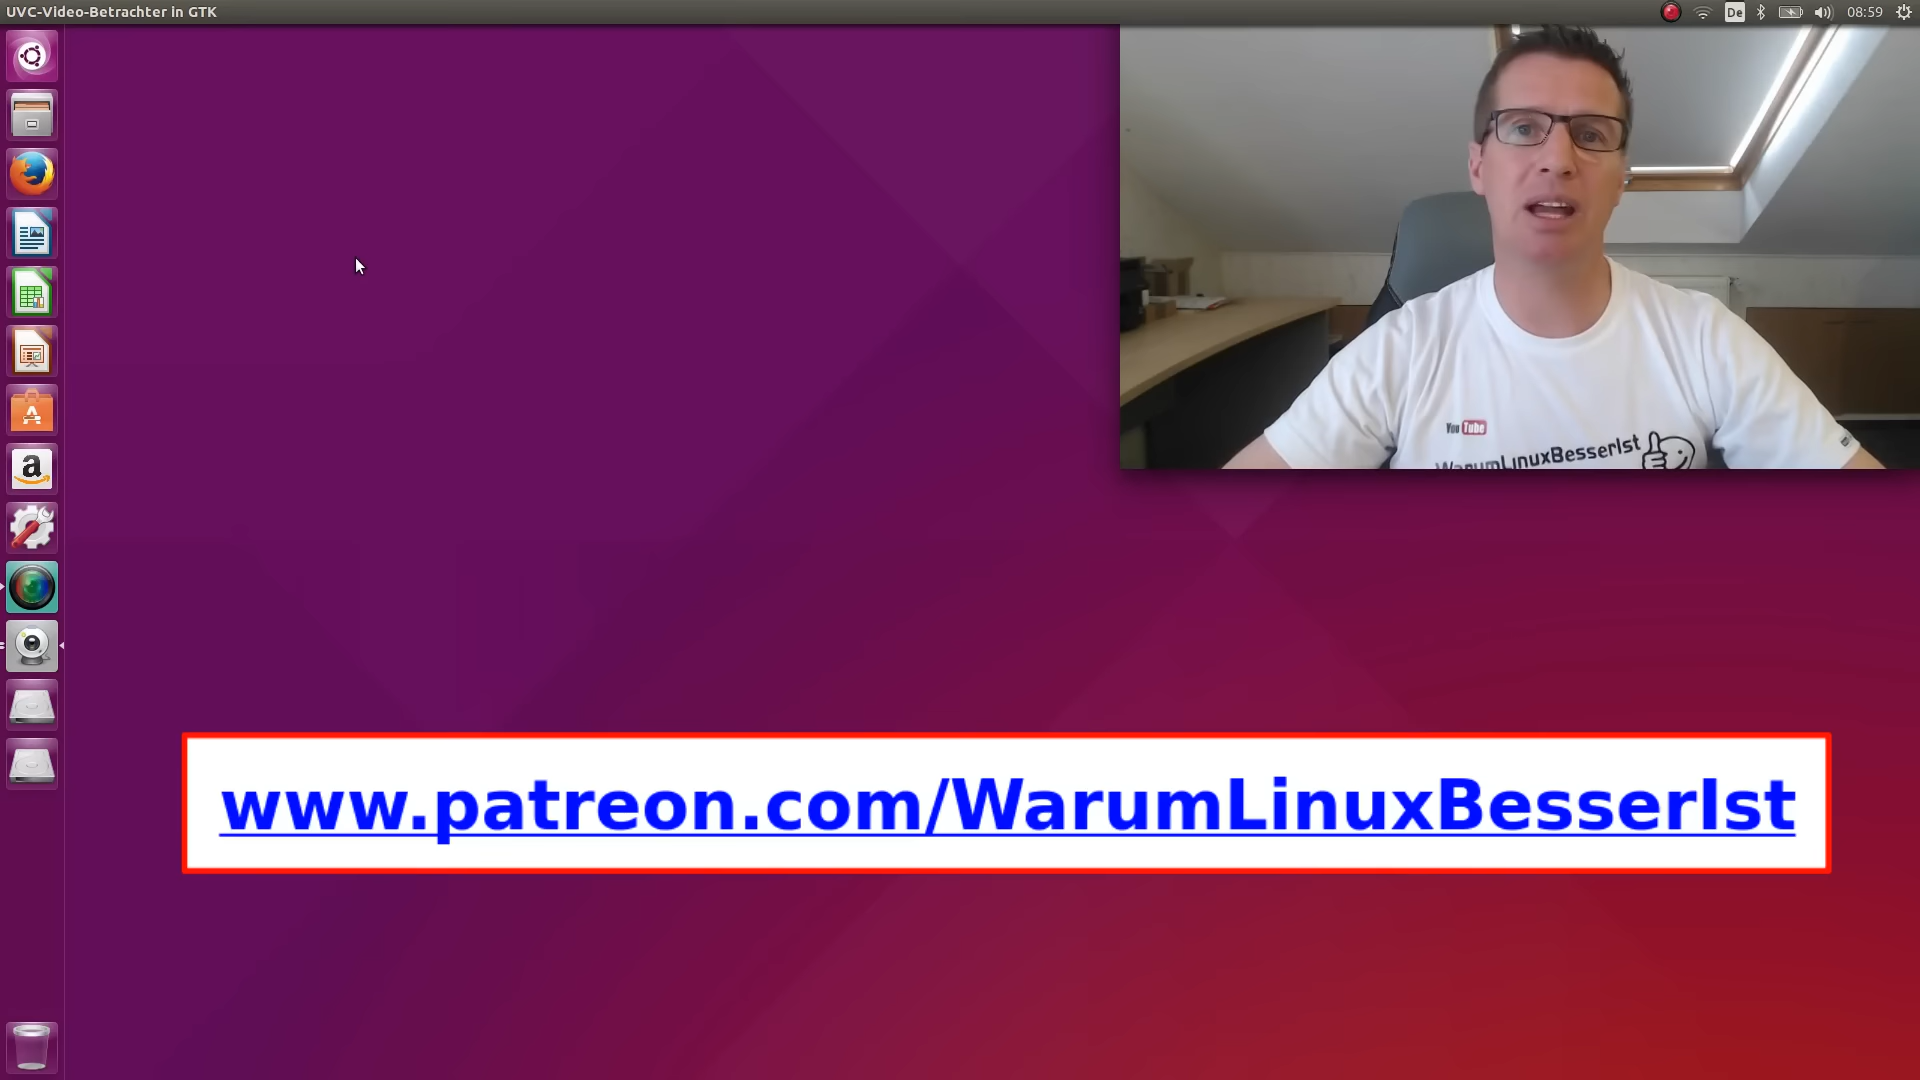 UVC-Video-Betrachter in GTK
De
08:59
You Tube
WarumLinuxBesserIst
www.patreon.com/WarumLinuxBesserIst